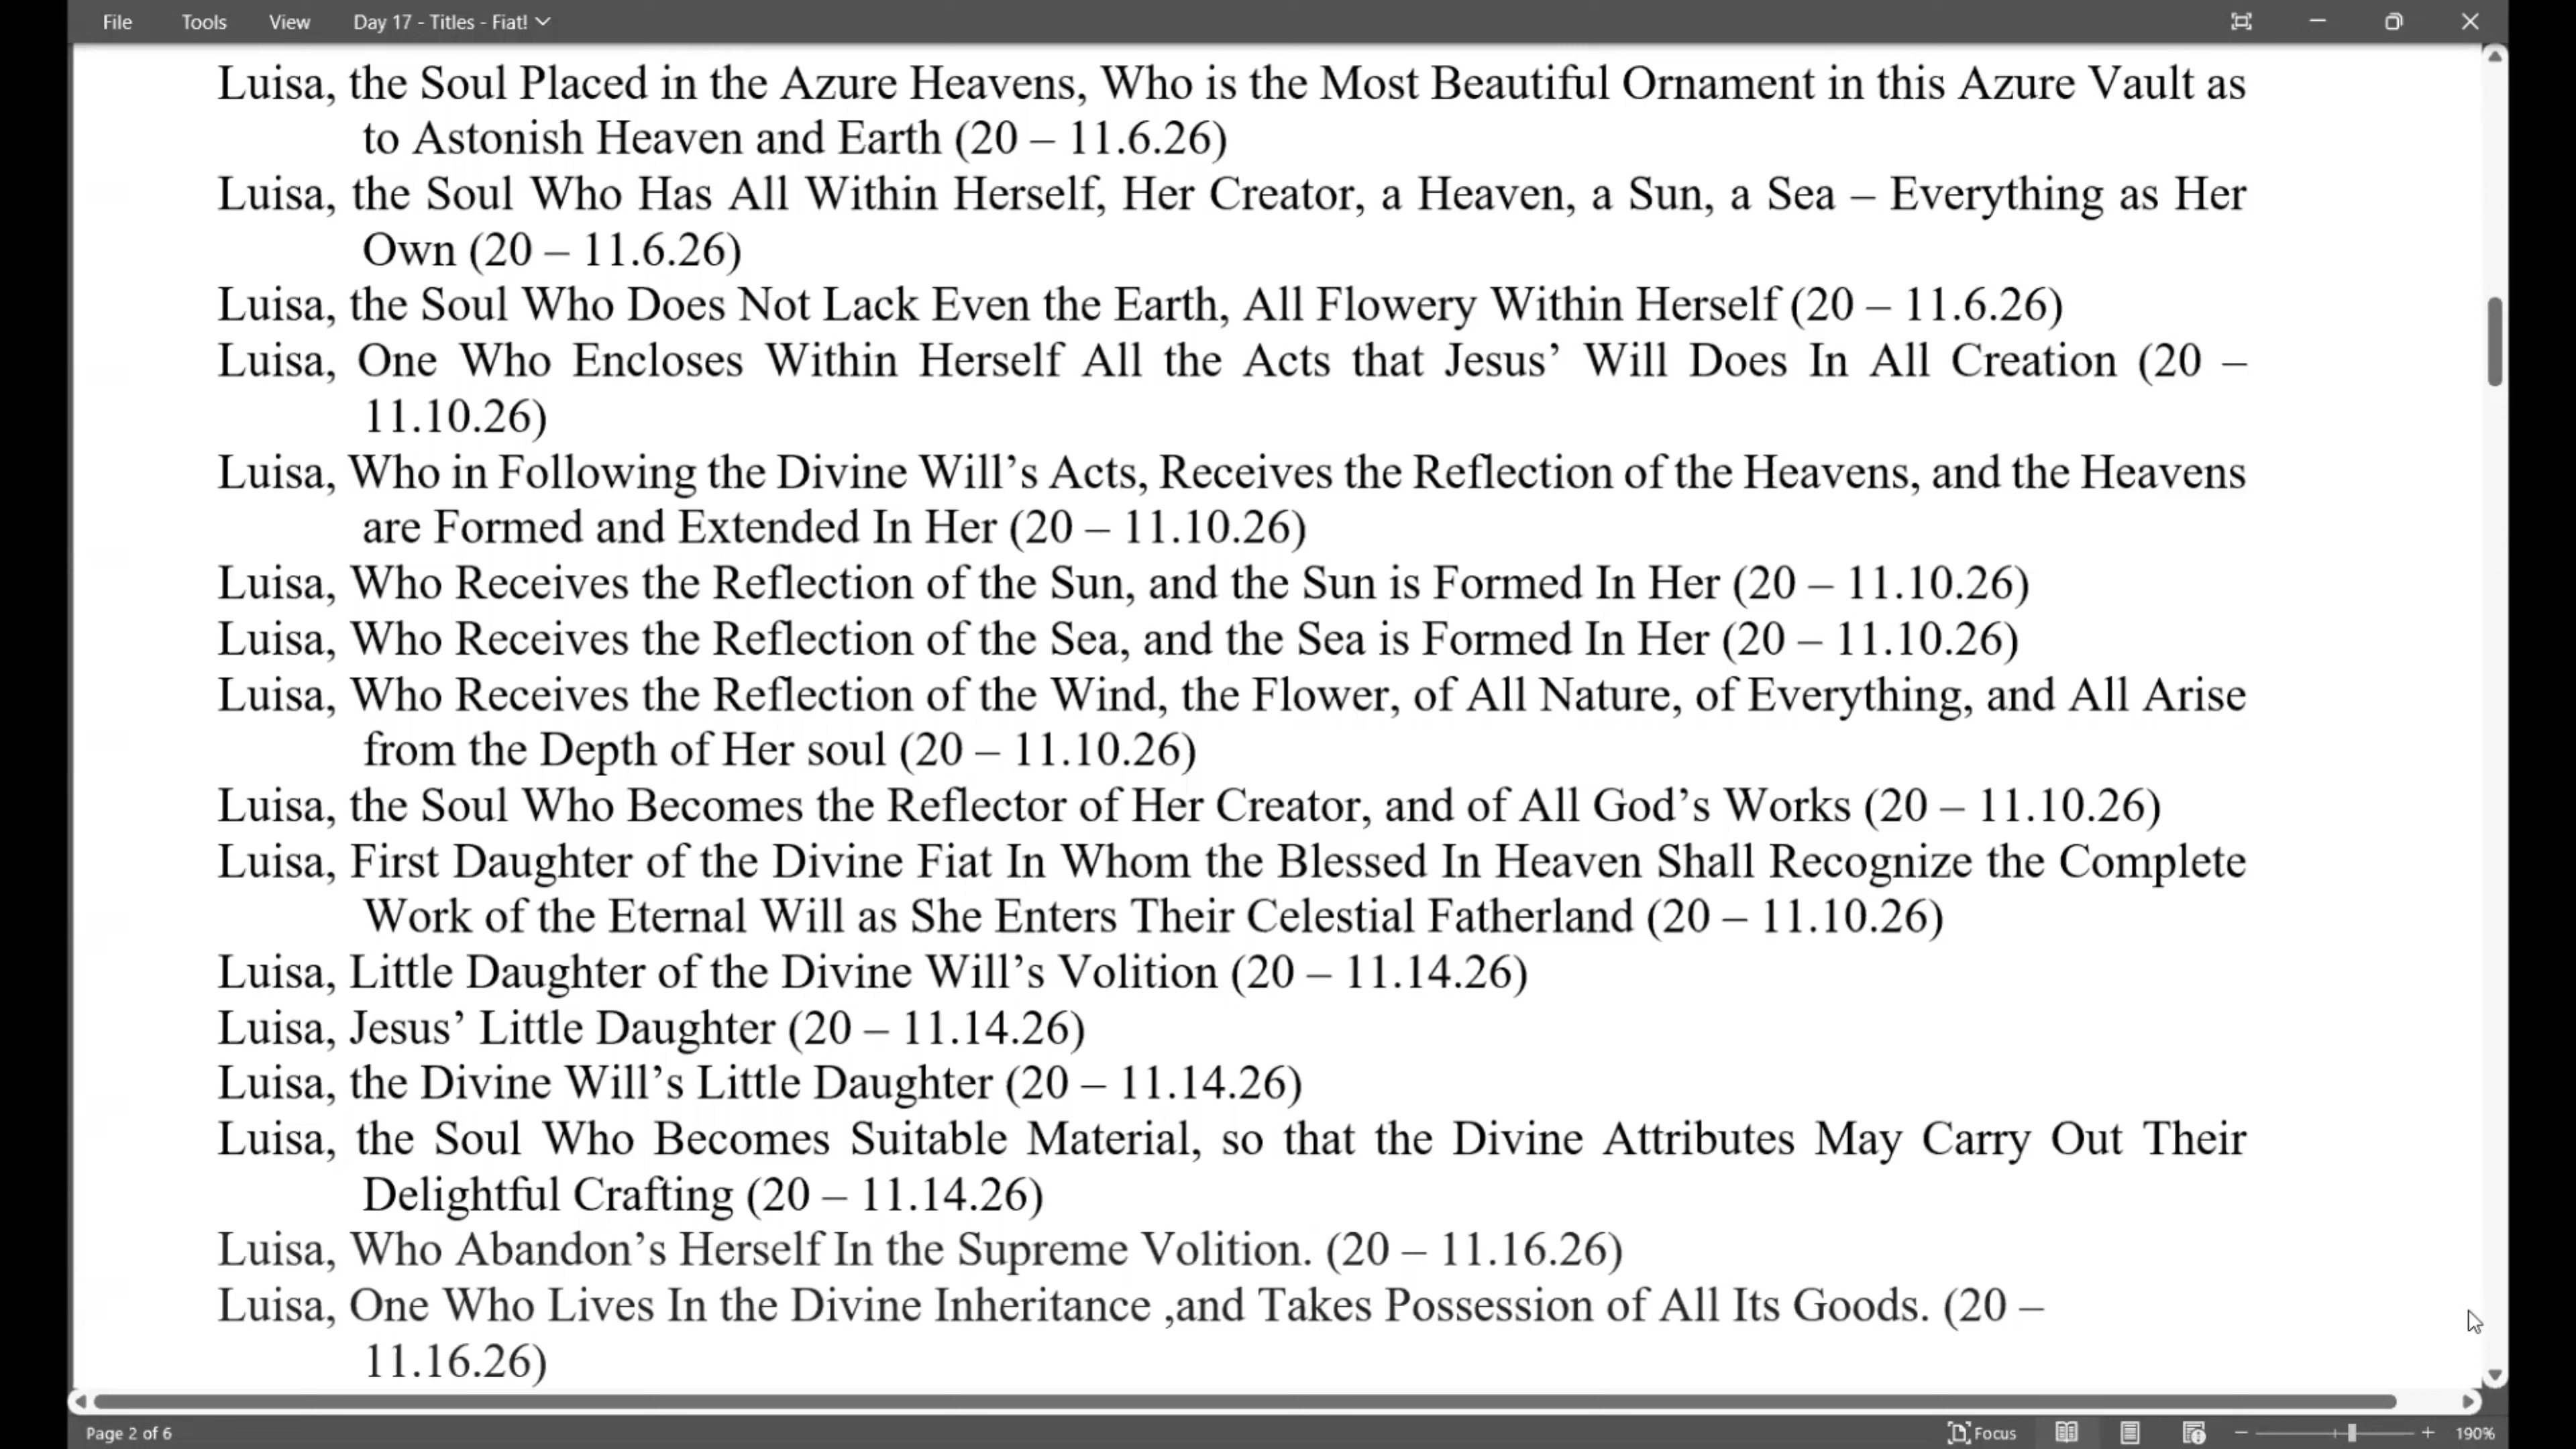 File Tools View Day 17 - Titles - Fiat!
Luisa, the Soul Placed in the Azure Heavens, Who is the Most Beautiful Ornament in this Azure Vault as
to Astonish Heaven and Earth (20 – 11.6.26)
Luisa, the Soul Who Has All Within Herself, Her Creator, a Heaven, a Sun, a Sea – Everything as Her
Own (20 – 11.6.26)
Luisa, the Soul Who Does Not Lack Even the Earth, All Flowery Within Herself (20 – 11.6.26)
Luisa, One Who Encloses Within Herself All the Acts that Jesus’ Will Does In All Creation (20 –
11.10.26)
Luisa, Who in Following the Divine Will’s Acts, Receives the Reflection of the Heavens, and the Heavens
are Formed and Extended In Her (20 – 11.10.26)
Luisa, Who Receives the Reflection of the Sun, and the Sun is Formed In Her (20 – 11.10.26)
Luisa, Who Receives the Reflection of the Sea, and the Sea is Formed In Her (20 – 11.10.26)
Luisa, Who Receives the Reflection of the Wind, the Flower, of All Nature, of Everything, and All Arise
from the Depth of Her soul (20 – 11.10.26)
Luisa, the Soul Who Becomes the Reflector of Her Creator, and of All God’s Works (20 – 11.10.26)
Luisa, First Daughter of the Divine Fiat In Whom the Blessed In Heaven Shall Recognize the Complete
Work of the Eternal Will as She Enters Their Celestial Fatherland (20 – 11.10.26)
Luisa, Little Daughter of the Divine Will’s Volition (20 – 11.14.26)
Luisa, Jesus’ Little Daughter (20 – 11.14.26)
Luisa, the Divine Will’s Little Daughter (20 – 11.14.26)
Luisa, the Soul Who Becomes Suitable Material, so that the Divine Attributes May Carry Out Their
Delightful Crafting (20 – 11.14.26)
Luisa, Who Abandon’s Herself In the Supreme Volition. (20 – 11.16.26)
Luisa, One Who Lives In the Divine Inheritance ,and Takes Possession of All Its Goods. (20 –
11.16.26)
Page 2 of 6 Focus 190%